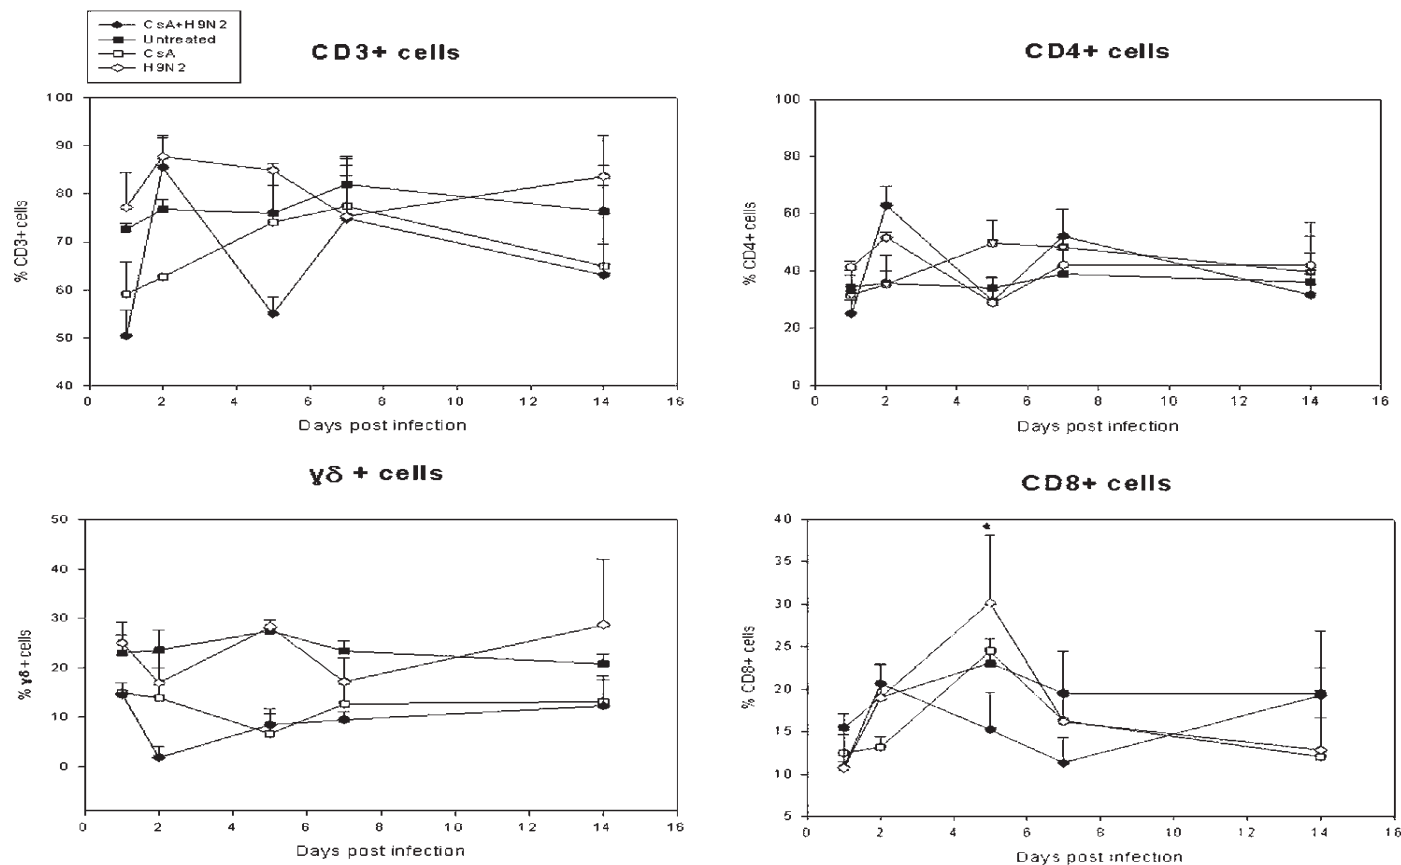 CsA+H9N2
Untreated
CsA
H9N2
CD3+ cells
100
90
80
70
60
50
40
% CD3+ cells
0 2 4 6 8 10 12 14 16
Days post infection
CD4+ cells
100
80
60
40
20
0
% CD4+ cells
0 2 4 6 8 10 12 14 16
Days post infection
γδ + cells
50
40
30
20
10
0
% γδ + cells
0 2 4 6 8 10 12 14 16
Days post infection
CD8+ cells
*
40
35
30
25
20
15
10
5
% CD8+ cells
0 2 4 6 8 10 12 14 16
Days post infection